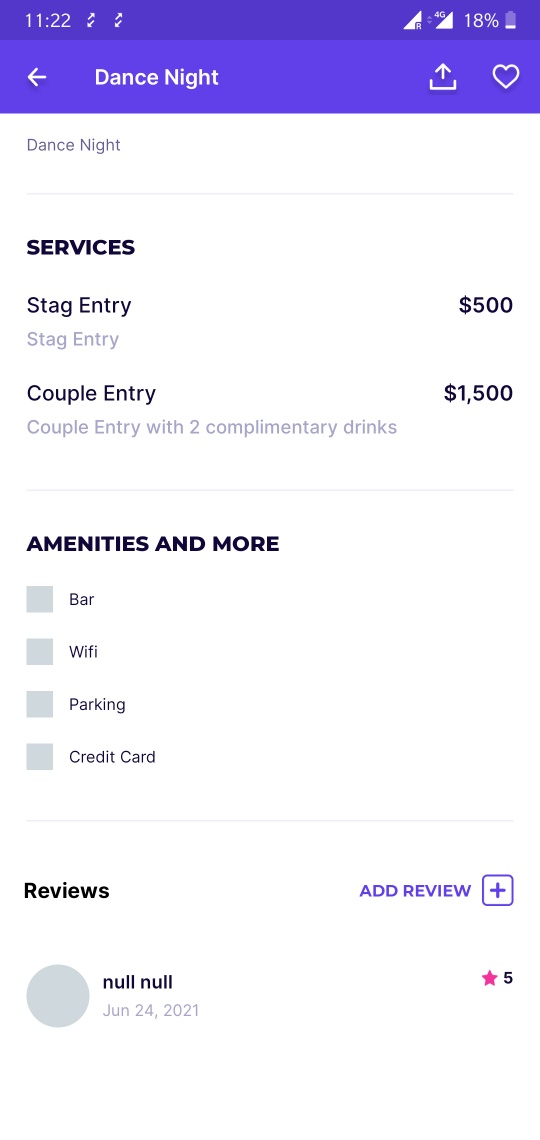 11:22
R 4G 18%
Dance Night
Dance Night
SERVICES
Stag Entry $500
Stag Entry
Couple Entry $1,500
Couple Entry with 2 complimentary drinks
AMENITIES AND MORE
Bar
Wifi
Parking
Credit Card
Reviews ADD REVIEW
null null 5
Jun 24, 2021